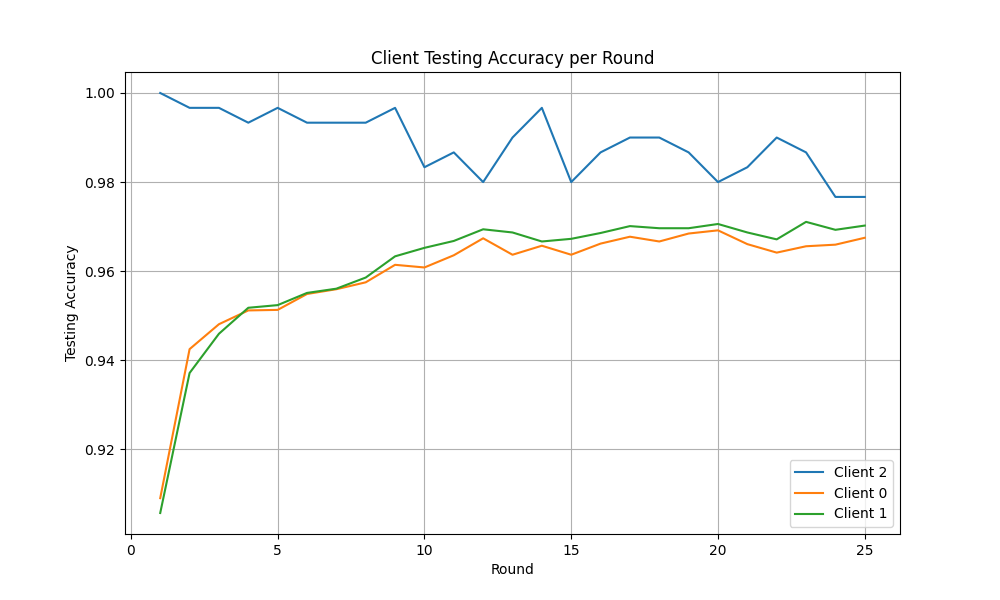 Client Testing Accuracy per Round
1.00
0.98
0.96
0.94
0.92
Testing Accuracy
0
5
10
15
20
25
Round
Client 2
Client 0
Client 1